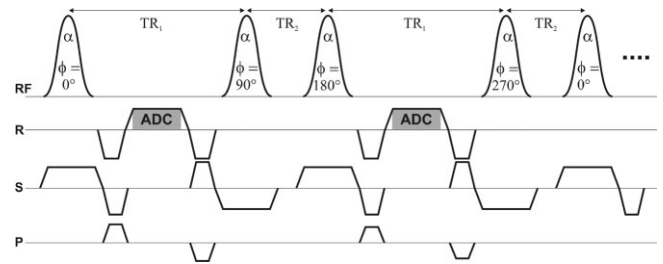 TR₁ TR₂ TR₁ TR₂
α α α α α
ϕ = 0° ϕ = 90° ϕ = 180° ϕ = 270° ϕ = 0°
RF
R ADC ADC
S
P